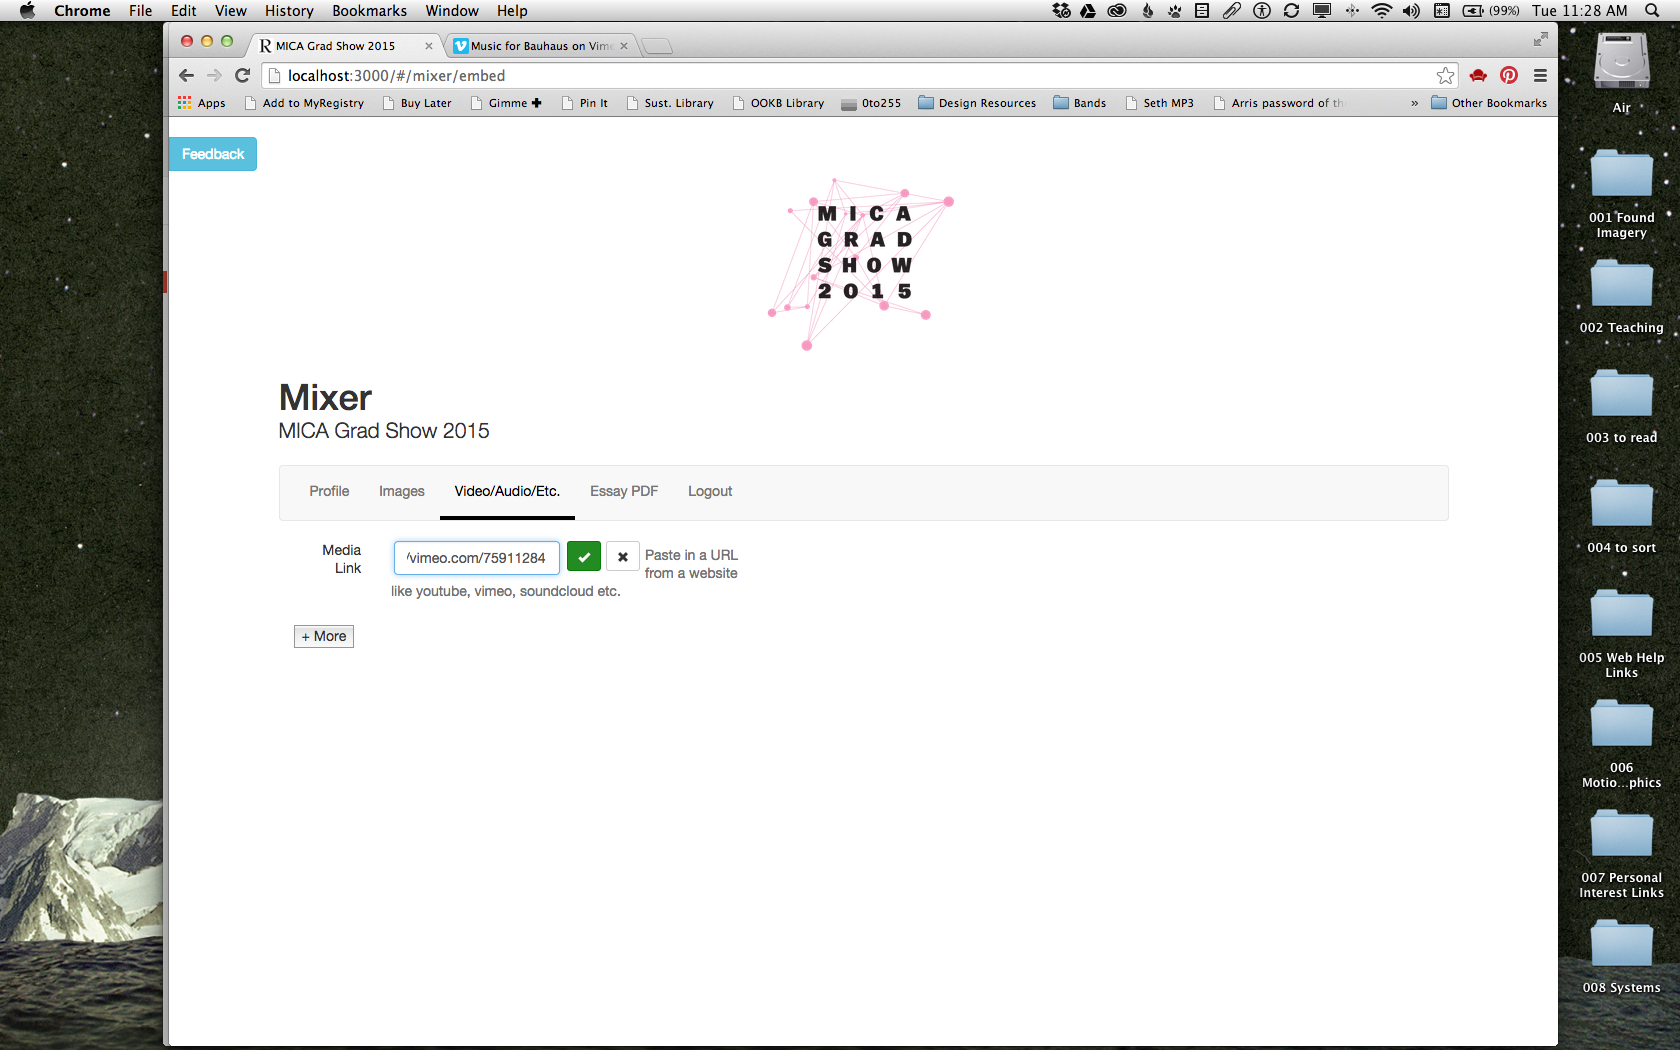 Chrome File Edit View History Bookmarks Window Help (99%) Tue 11:28 AM
R MICA Grad Show 2015 Music for Bauhaus on Vim
localhost:3000/#/mixer/embed
Apps Add to MyRegistry Buy Later Gimme ✚ Pin It Sust. Library OOKB Library 0to255 Design Resources Bands Seth MP3 Arris password of th » Other Bookmarks
Feedback
MICA
GRAD
SHOW
2015
Mixer
MICA Grad Show 2015
Profile Images Video/Audio/Etc. Essay PDF Logout
Media
Link
/vimeo.com/75911284
Paste in a URL
from a website
like youtube, vimeo, soundcloud etc.
+ More
Air
001 Found
Imagery
002 Teaching
003 to read
004 to sort
005 Web Help
Links
006
Motio...phics
007 Personal
Interest Links
008 Systems